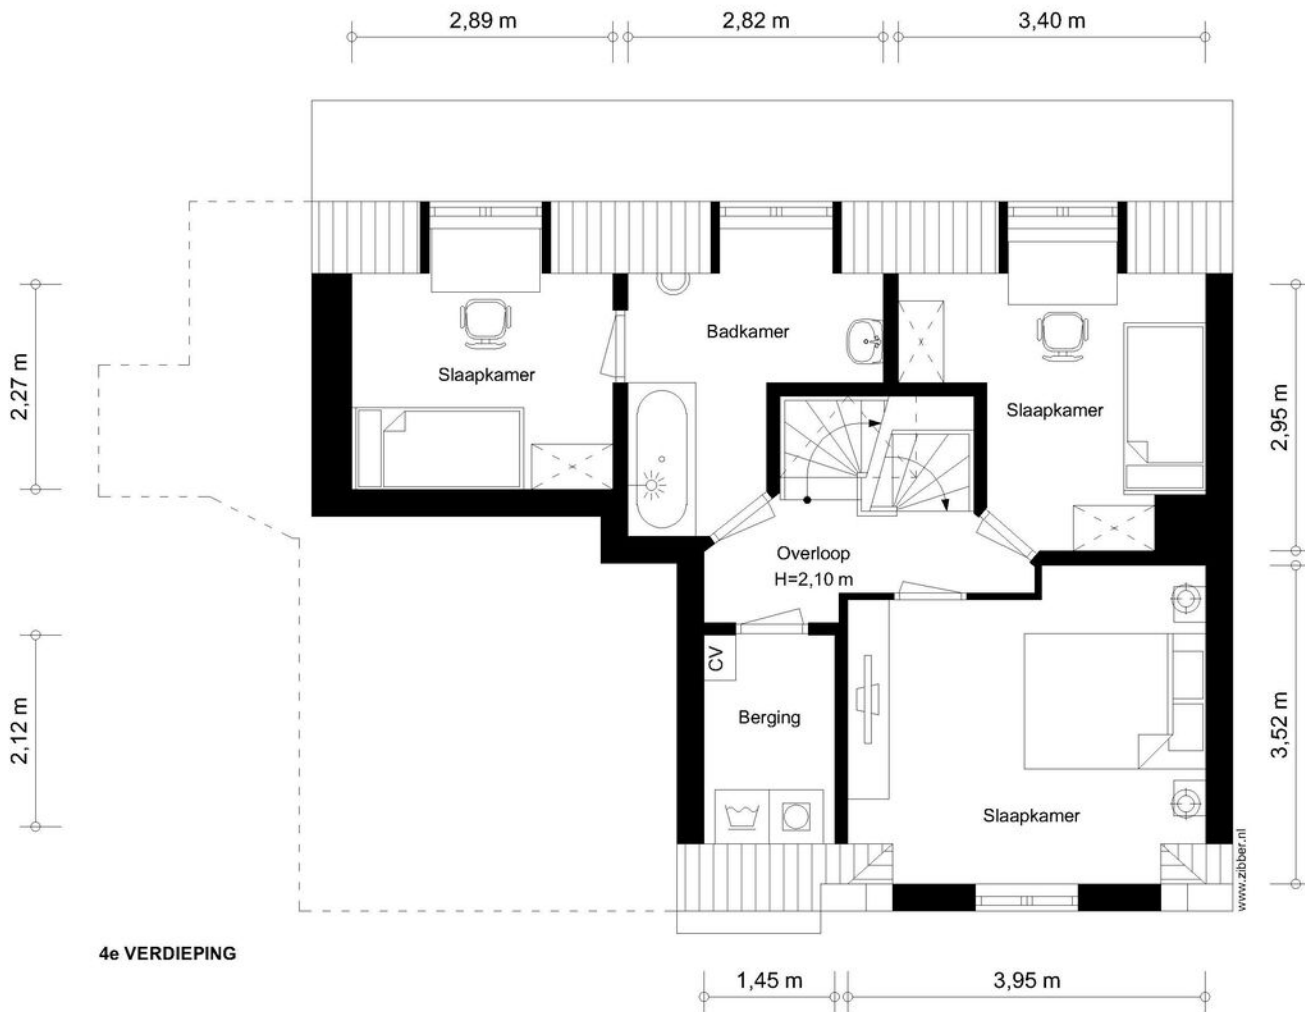 2,89 m
2,82 m
3,40 m
2,27 m
2,95 m
Badkamer
Slaapkamer
Slaapkamer
Overloop
H=2,10 m
2,12 m
3,52 m
CV
Berging
Slaapkamer
www.zibber.nl
4e VERDIEPING
1,45 m
3,95 m